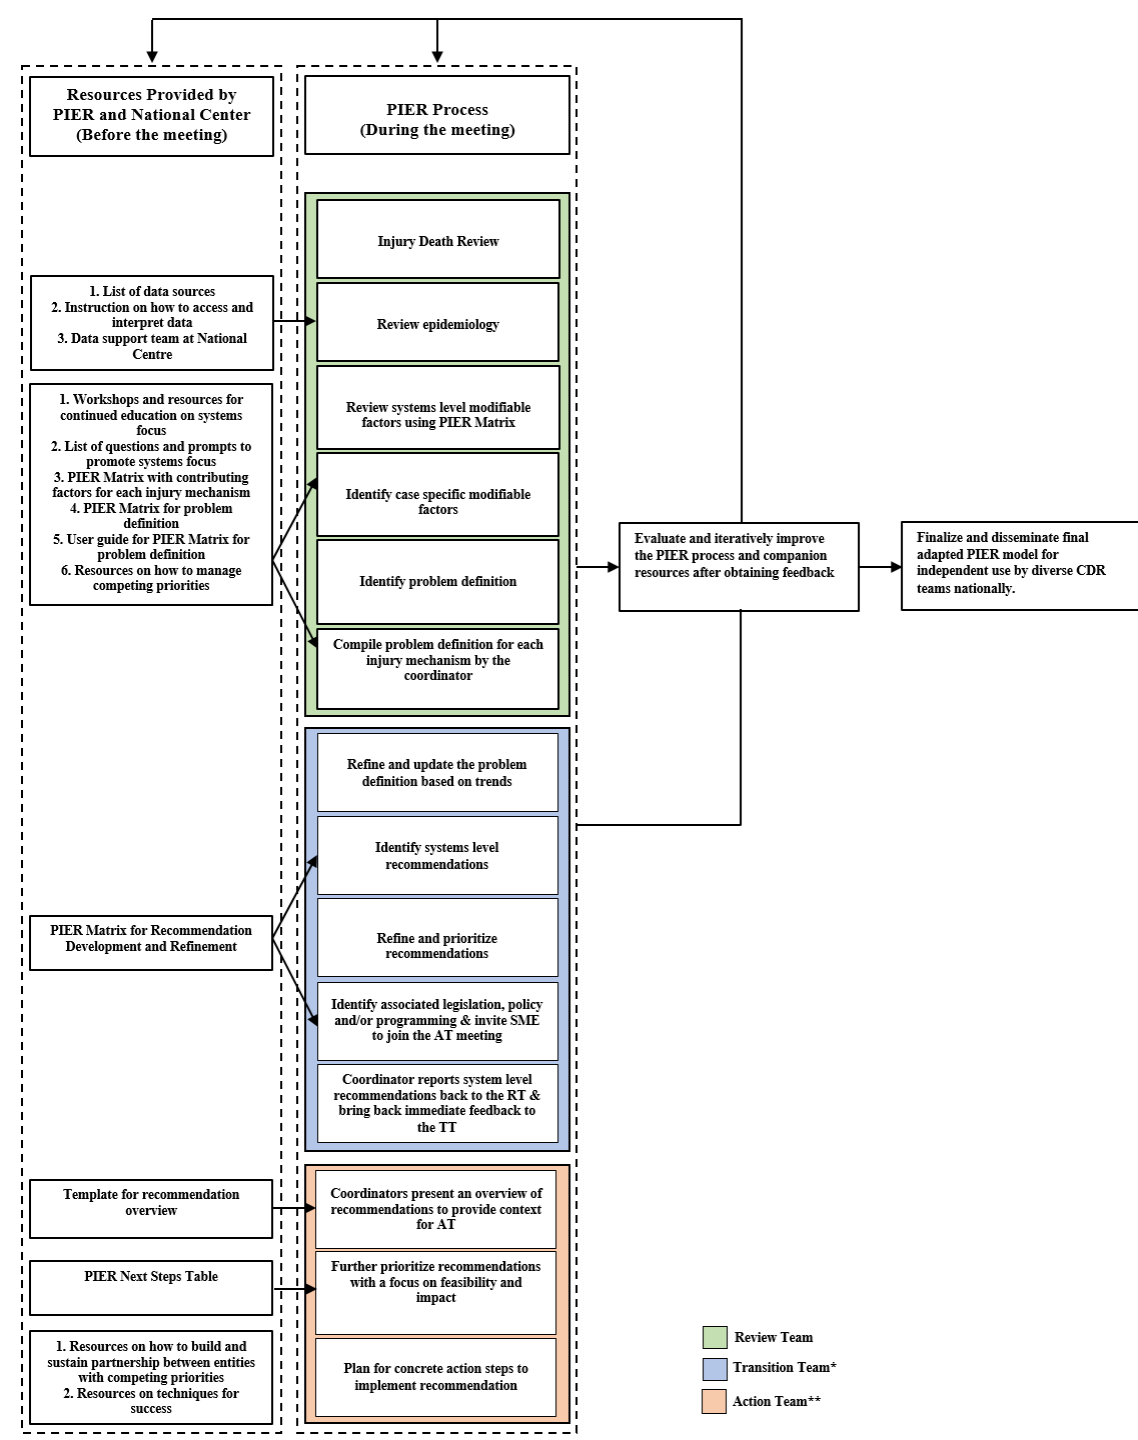 Resources Provided by
PIER and National Center
(Before the meeting)
PIER Process
(During the meeting)
Injury Death Review
1. List of data sources
2. Instruction on how to access and
interpret data
3. Data support team at National
Centre
Review epidemiology
1. Workshops and resources for
continued education on systems
focus
2. List of questions and prompts to
promote systems focus
3. PIER Matrix with contributing
factors for each injury mechanism
4. PIER Matrix for problem
definition
5. User guide for PIER Matrix for
problem definition
6. Resources on how to manage
competing priorities
Review systems level modifiable
factors using PIER Matrix
Identify case specific modifiable
factors
Identify problem definition
Compile problem definition for each
injury mechanism by the
coordinator
Evaluate and iteratively improve
the PIER process and companion
resources after obtaining feedback
Finalize and disseminate final
adapted PIER model for
independent use by diverse CDR
teams nationally.
Refine and update the problem
definition based on trends
Identify systems level
recommendations
PIER Matrix for Recommendation
Development and Refinement
Refine and prioritize
recommendations
Identify associated legislation, policy
and/or programming & invite SME
to join the AT meeting
Coordinator reports system level
recommendations back to the RT &
bring back immediate feedback to
the TT
Template for recommendation
overview
Coordinators present an overview of
recommendations to provide context
for AT
PIER Next Steps Table
Further prioritize recommendations
with a focus on feasibility and
impact
1. Resources on how to build and
sustain partnership between entities
with competing priorities
2. Resources on techniques for
success
Plan for concrete action steps to
implement recommendation
Review Team
Transition Team*
Action Team**